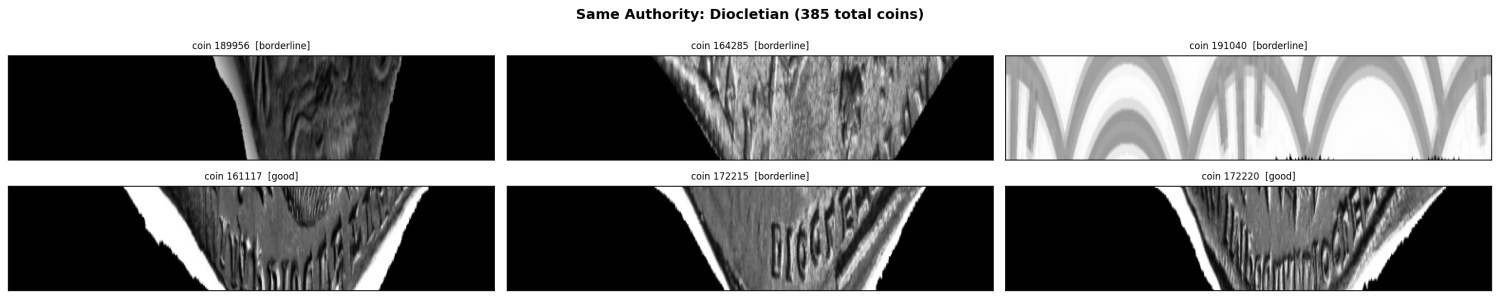 Same Authority: Diocletian (385 total coins)
coin 189956 [borderline]
coin 164285 [borderline]
coin 191040 [borderline]
coin 161117 [good]
coin 172215 [borderline]
coin 172220 [good]